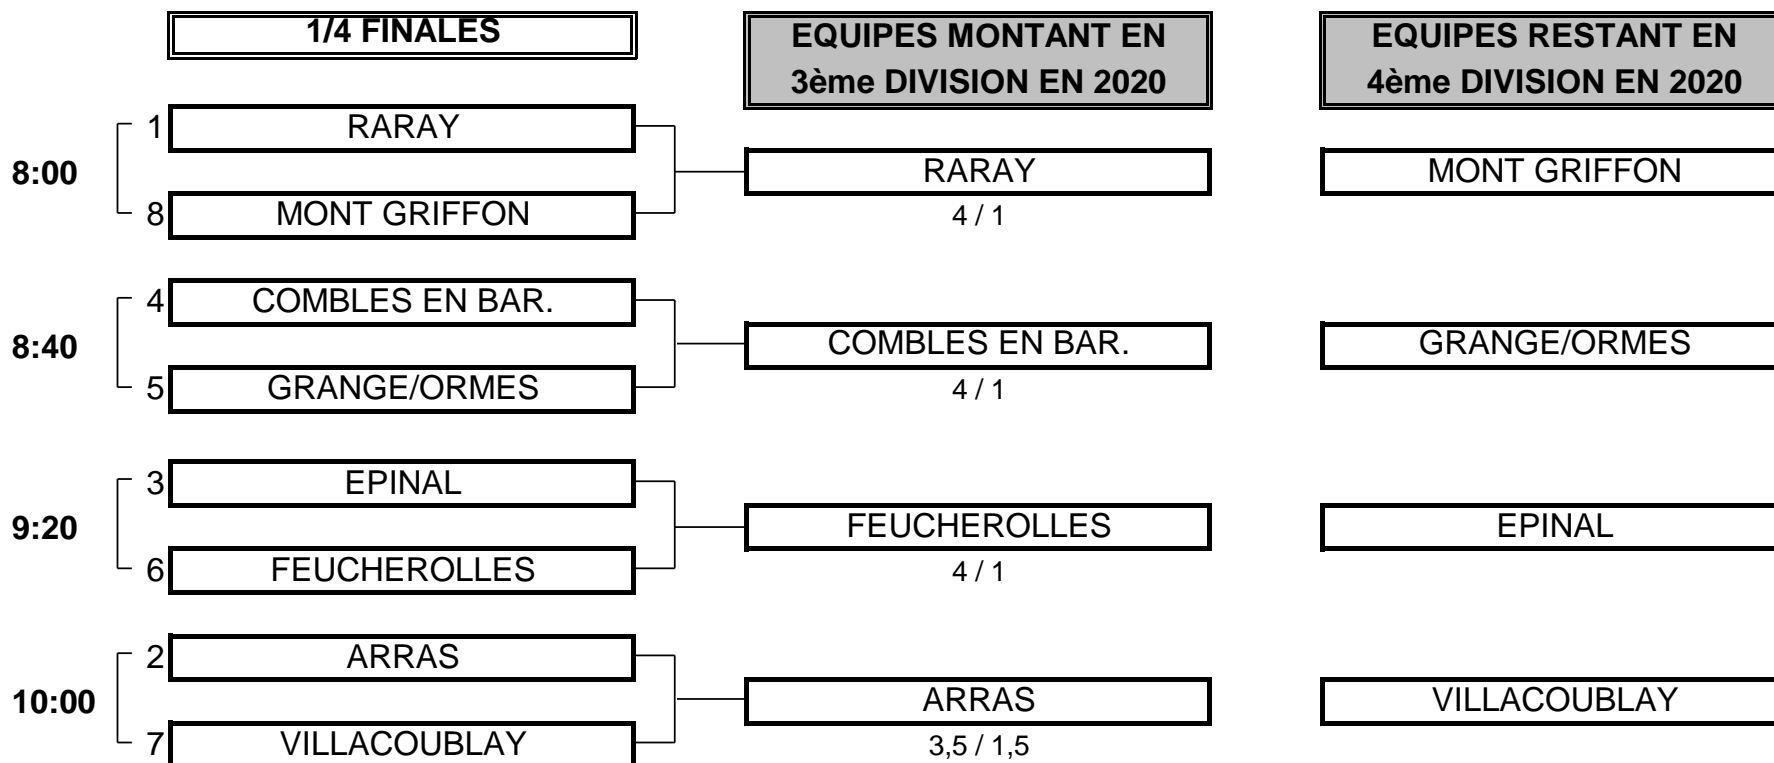 1/4 FINALES
EQUIPES MONTANT EN
3ème DIVISION EN 2020
EQUIPES RESTANT EN
4ème DIVISION EN 2020
8:00
1 RARAY
8 MONT GRIFFON
RARAY
4 / 1
MONT GRIFFON
8:40
4 COMBLES EN BAR.
5 GRANGE/ORMES
COMBLES EN BAR.
4 / 1
GRANGE/ORMES
9:20
3 EPINAL
6 FEUCHEROLLES
FEUCHEROLLES
4 / 1
EPINAL
10:00
2 ARRAS
7 VILLACOUBLAY
ARRAS
3,5 / 1,5
VILLACOUBLAY